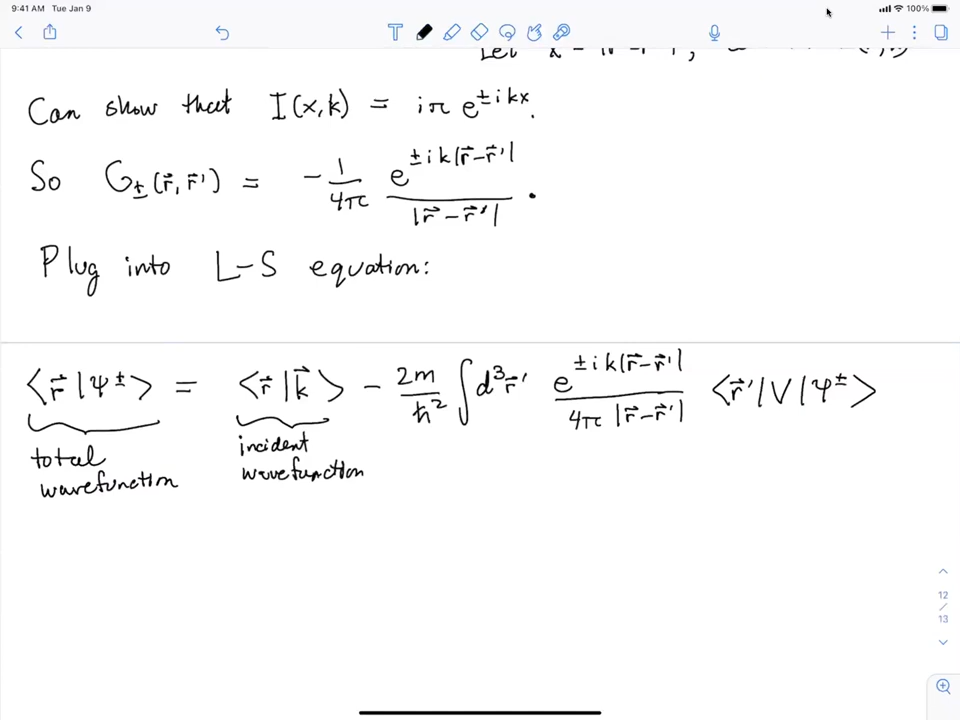 9:41 AM Tue Jan 9
100%
Can show that I(x,k) = iπ e^{±ikx}.
So G_±(r⃗,r⃗') = -1/4π e^{±ik|r⃗-r⃗'|}/|r⃗-r⃗'| .
Plug into L-S equation:
⟨r⃗|ψ^±⟩ = ⟨r⃗|k⃗⟩ - 2m/ħ² ∫d³r⃗' e^{±ik|r⃗-r⃗'|}/4π|r⃗-r⃗'| ⟨r⃗'|V|ψ^±⟩
total wavefunction
incident wavefunction
12
/
13